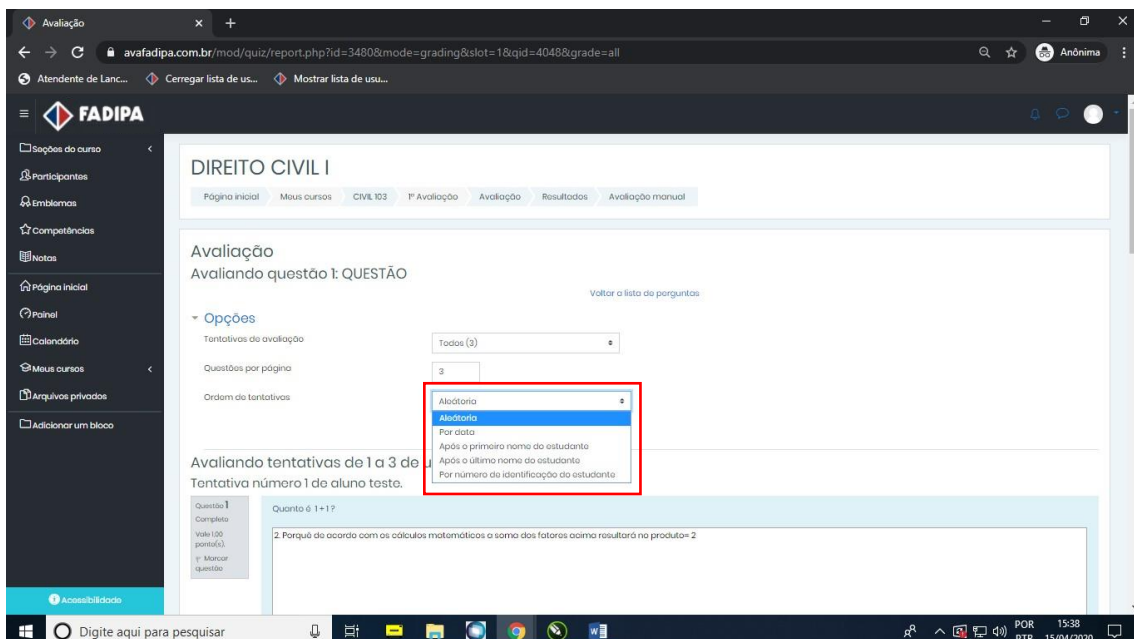 Avaliação
avafadipa.com.br/mod/quiz/report.php?id=3480&mode=grading&slot=1&qid=4048&grade=all
Anônima
Atendente de Lanc...
Cerregar lista de us...
Mostrar lista de usu...
FADIPA
Seções do curso
Participantes
Emblemas
Competências
Notas
Página inicial
Painel
Calendário
Meus cursos
Arquivos privados
Adicionar um bloco
Acessibilidade
DIREITO CIVIL I
Página inicial Meus cursos CIVIL 103 1ª Avaliação Avaliação Resultados Avaliação manual
Avaliação
Avaliando questão 1: QUESTÃO
Voltar a lista de perguntas
Opções
Tentativas de avaliação Todos (3)
Questões por página 3
Ordem de tentativas Aleátoria
Aleátoria
Por data
Após o primeiro nome do estudante
Após o último nome do estudante
Por número de identificação do estudante
Avaliando tentativas de 1 a 3 de u
Tentativa número 1 de aluno teste.
Questão 1
Completo
Vale 1,00
ponto(s).
Marcar
questão
Quanto é 1+1?
2. Porquê de acordo com os cálculos matemáticos a soma dos fatores acima resultará no produto= 2
Digite aqui para pesquisar
POR
PTB
15:38
15/04/2020